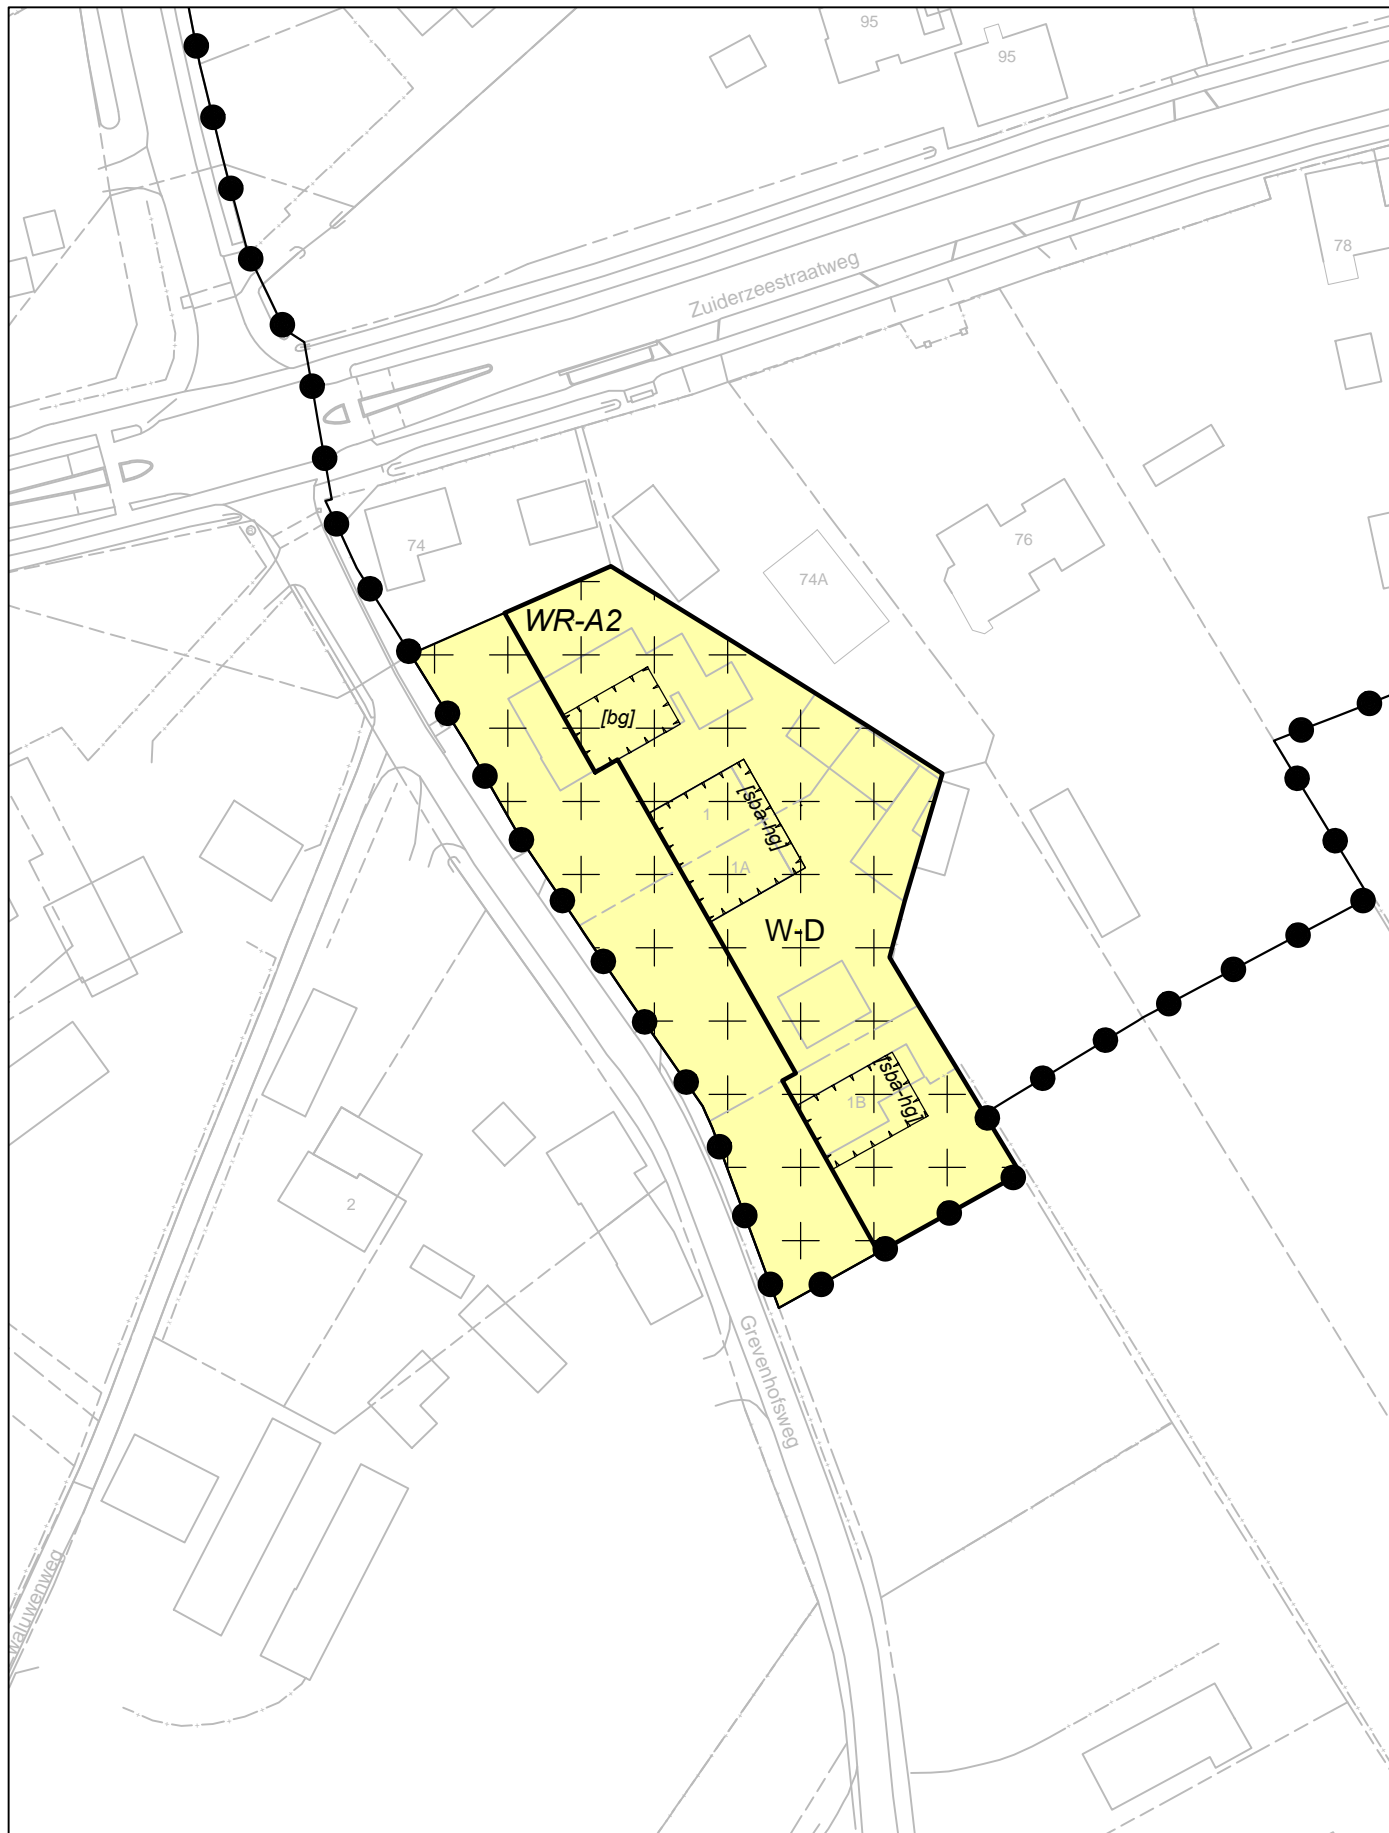 95
95
78
Zuiderzeestraatweg
74
76
74A
WR-A2
[bg]
[sba-hg]
1
1A
W-D
[sba-hg]
1B
2
Grevenhofsweg
waluwenweg